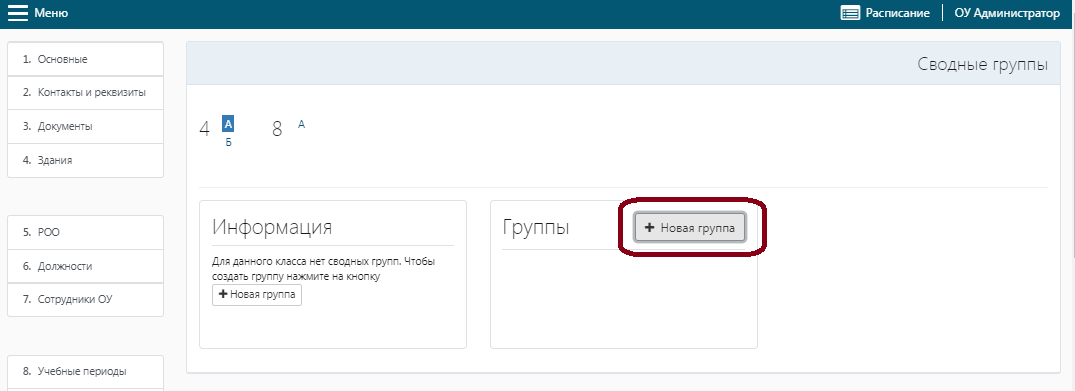 Меню
Расписание
ОУ Администратор
1. Основные
2. Контакты и реквизиты
3. Документы
4. Здания
5. РОО
6. Должности
7. Сотрудники ОУ
8. Учебные периоды
Сводные группы
4 А
Б
8 А
Информация
Для данного класса нет сводных групп. Чтобы
создать группу нажмите на кнопку
+ Новая группа
Группы
+ Новая группа